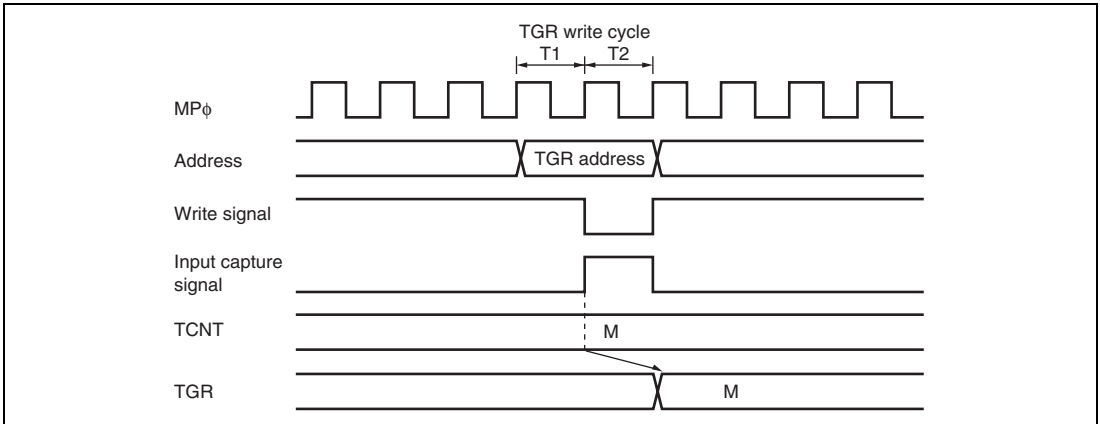 TGR write cycle
T1 T2
MPϕ
Address TGR address
Write signal
Input capture
signal
TCNT M
TGR M